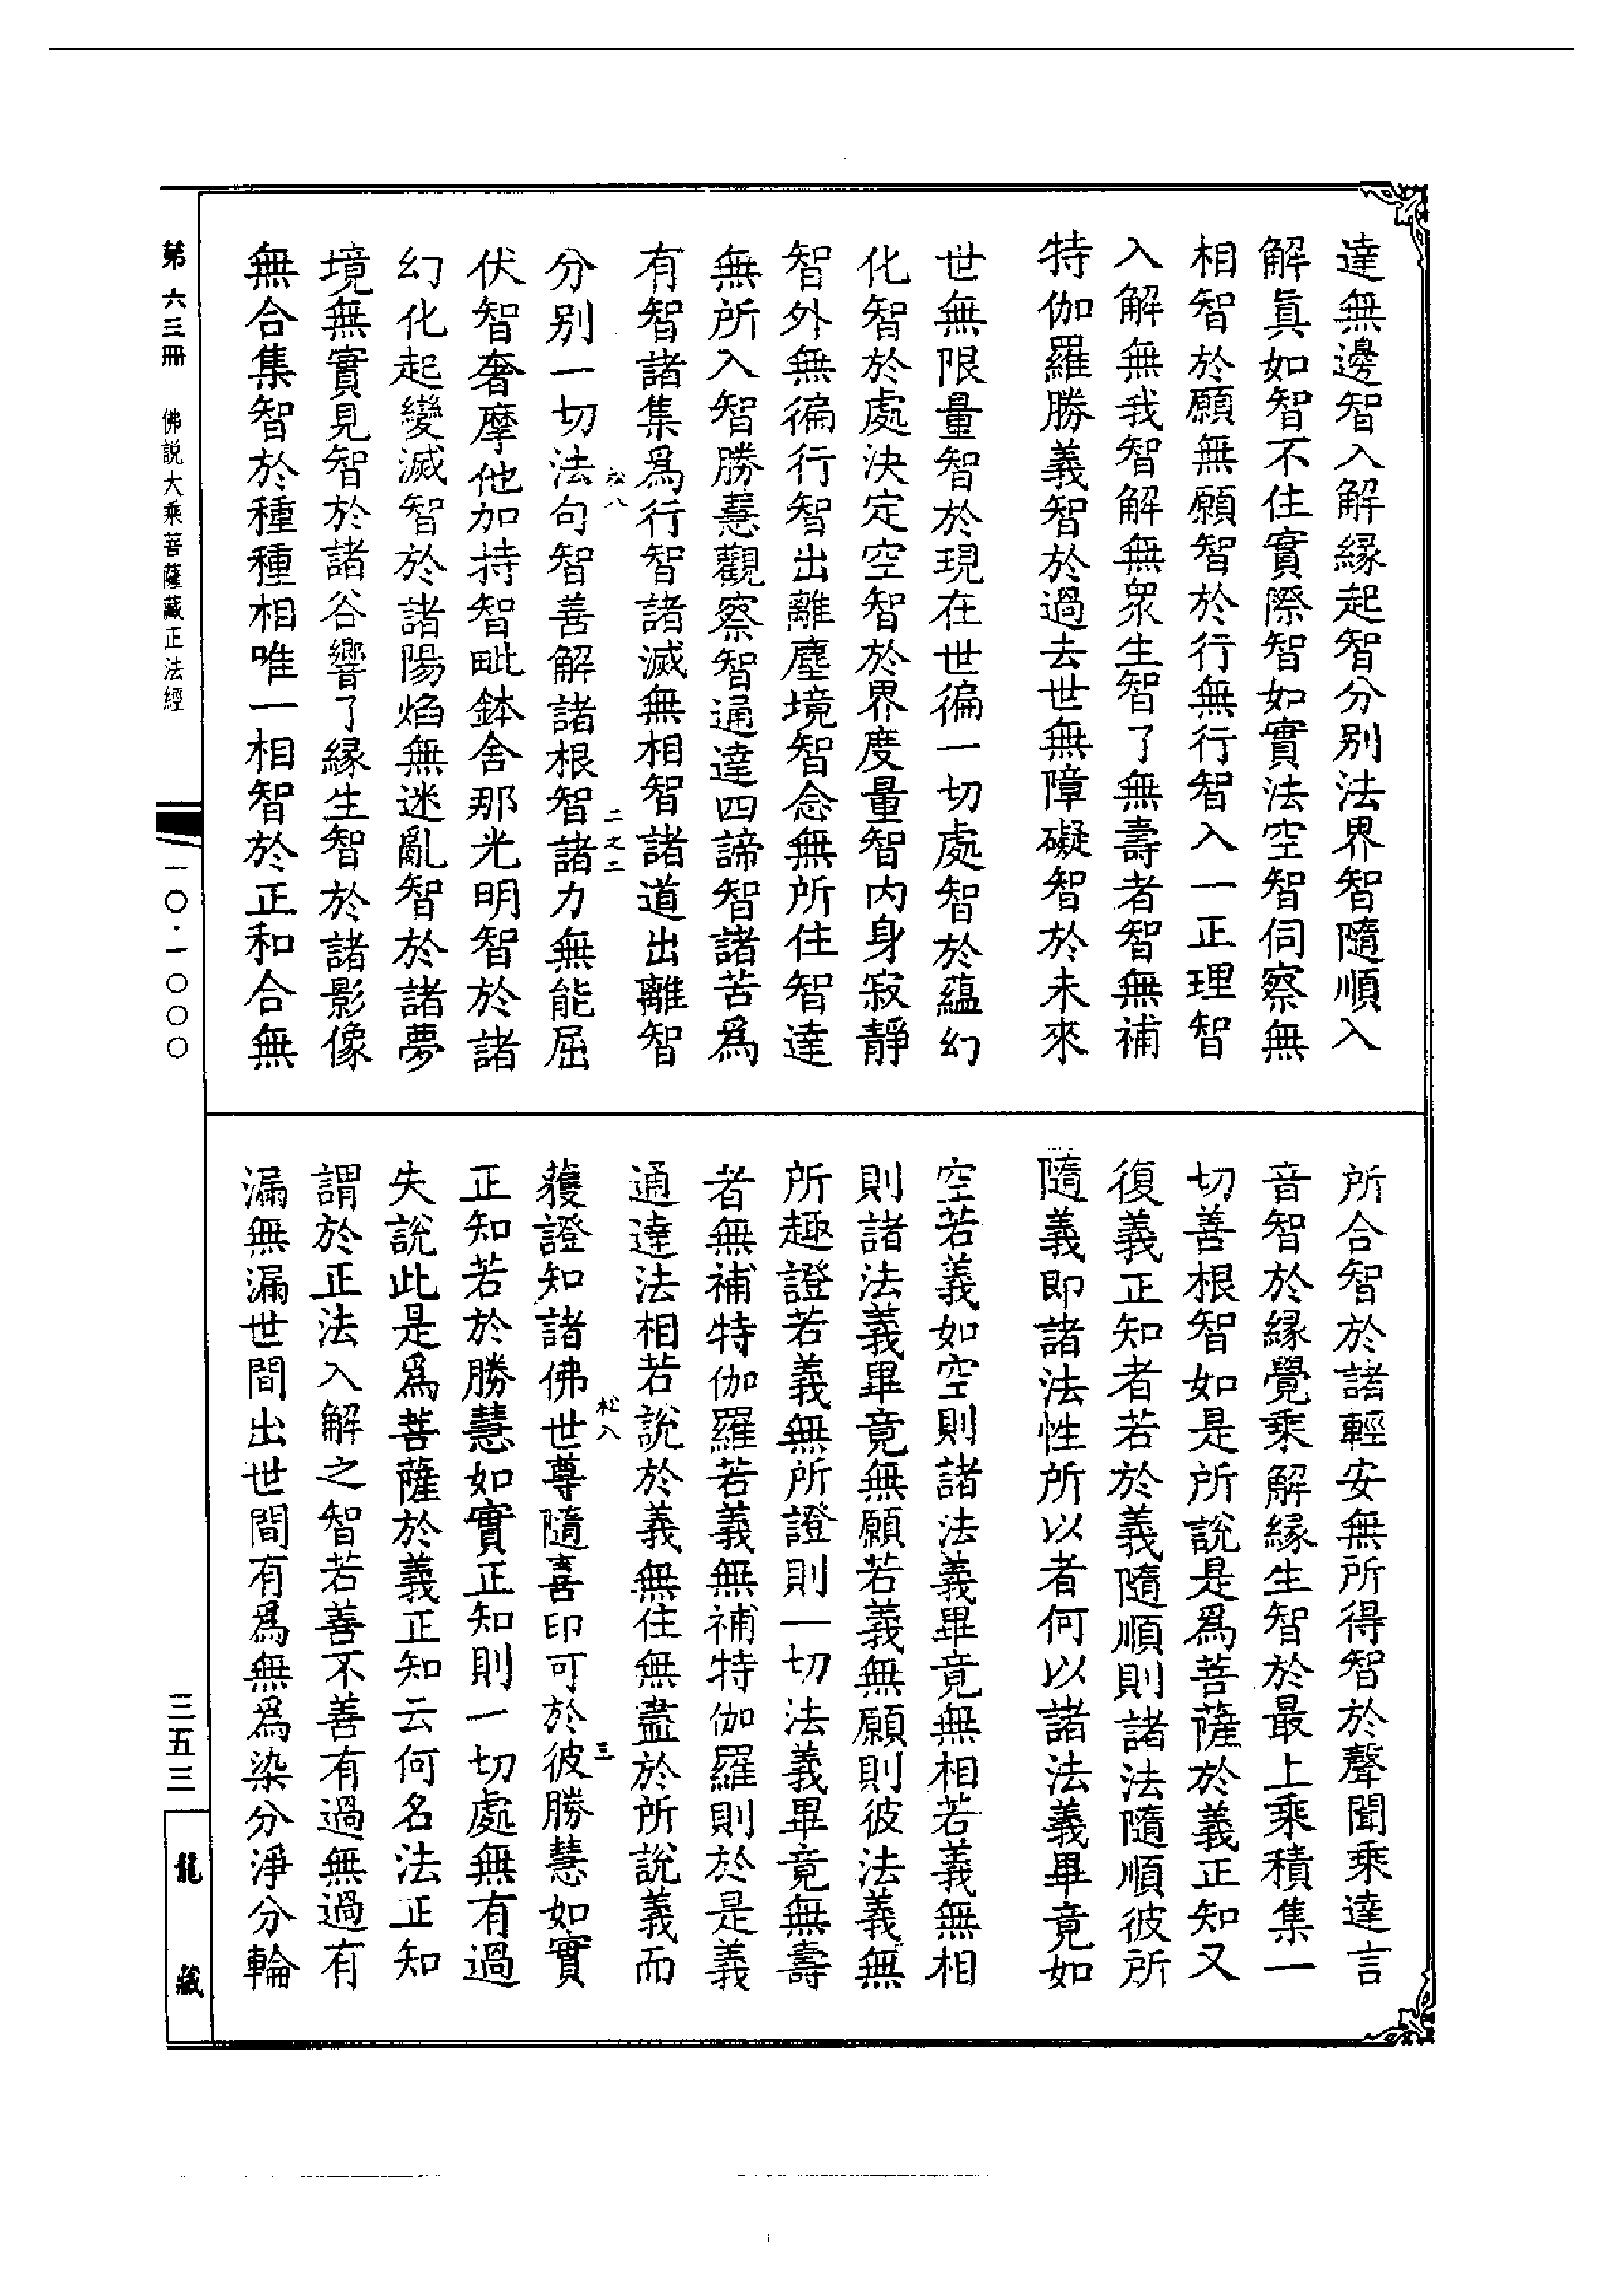 達無邊智入解縁起智分別法界智隨順入
解真如智不住實際智如實法空智伺察無
相智於願無願智於行無行智入一正理智
入解無我智解無眾生智了無壽者智無補
特伽羅勝義智於過去世無障礙智於未來
世無限量智於現在世徧一切處智於蘊幻
化智於處決定空智於界度量智內身寂靜
智外無徧行智出離塵境智念無所住智達
無所入智勝慧觀察智通達四諦智諸苦為
有智諸集為行智諸滅無相智諸道出離智
松八
二之二
分別一切法句智善解諸根智諸力無能屈
伏智奢摩他加持智毗鉢舍那光明智於諸
幻化起變滅智於諸陽焰無迷亂智於諸夢
境無實見智於諸谷響了縁生智於諸影像
無合集智於種種相唯一相智於正和合無
所合智於諸輕安無所得智於聲聞乘達言
音智於縁覺乘解縁生智於最上乘積集一
切善根智如是所說是為菩薩於義正知又
復義正知者若於義隨順則諸法隨順彼所
隨義即諸法性所以者何以諸法義畢竟如
空若義如空則諸法義畢竟無相若義無相
則諸法義畢竟無願若義無願則彼法義無
所趣證若義無所證則一切法義畢竟無壽
者無補特伽羅若義無補特伽羅則於是義
通達法相若說於義無住無盡於所說義而
松八
三
獲證知諸佛世尊隨喜印可於彼勝慧如實
正知若於勝慧如實正知則一切處無有過
失說此是為菩薩於義正知云何名法正知
謂於正法入解之智若善不善有過無過有
漏無漏世間出世間有為無為染分淨分輪
第六三冊 佛說大乘菩薩藏正法經
一〇·一〇〇〇
三五三
龍藏